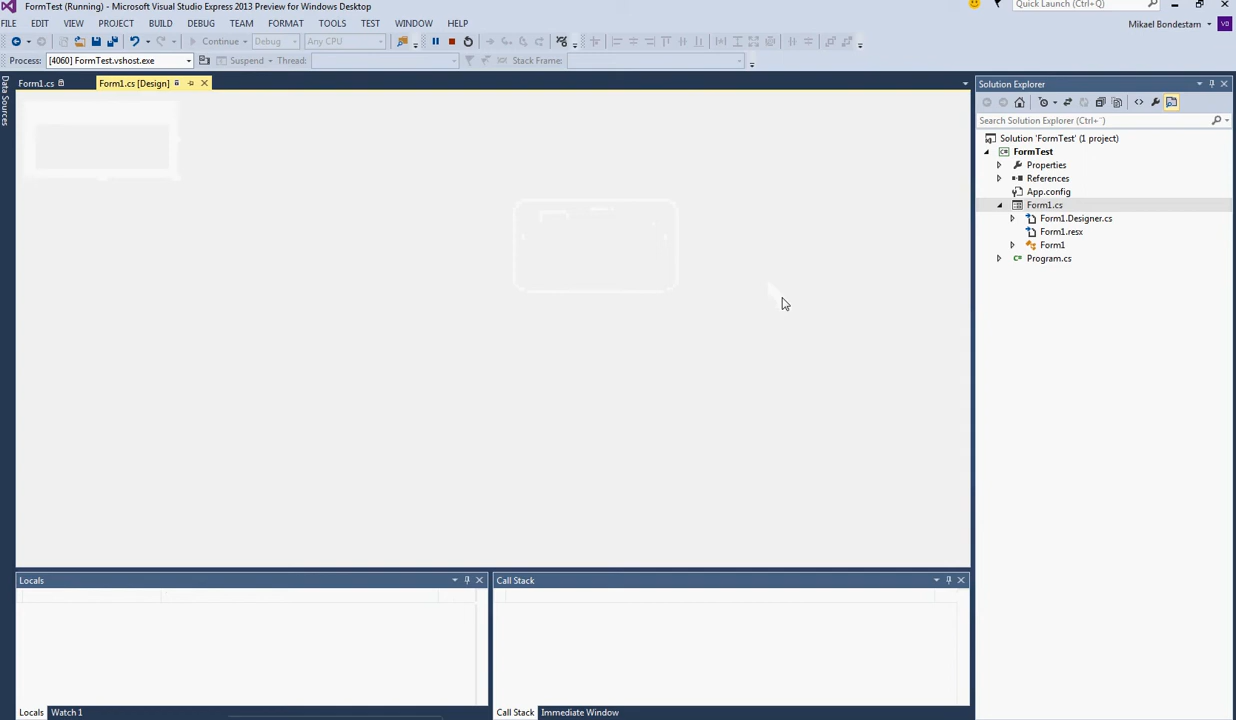 FormTest (Running) - Microsoft Visual Studio Express 2013 Preview for Windows Desktop
Quick Launch (Ctrl+Q)
FILE EDIT VIEW PROJECT BUILD DEBUG TEAM FORMAT TOOLS TEST WINDOW HELP
Mikael Bondestam
Continue Debug Any CPU
Process: [4060] FormTest.vshost.exe Suspend Thread: Stack Frame:
Data Sources
Form1.cs Form1.cs [Design]
Solution Explorer
Search Solution Explorer (Ctrl+¨)
Solution 'FormTest' (1 project)
FormTest
Properties
References
App.config
Form1.cs
Form1.Designer.cs
Form1.resx
Form1
Program.cs
Locals
Call Stack
Locals Watch 1
Call Stack Immediate Window